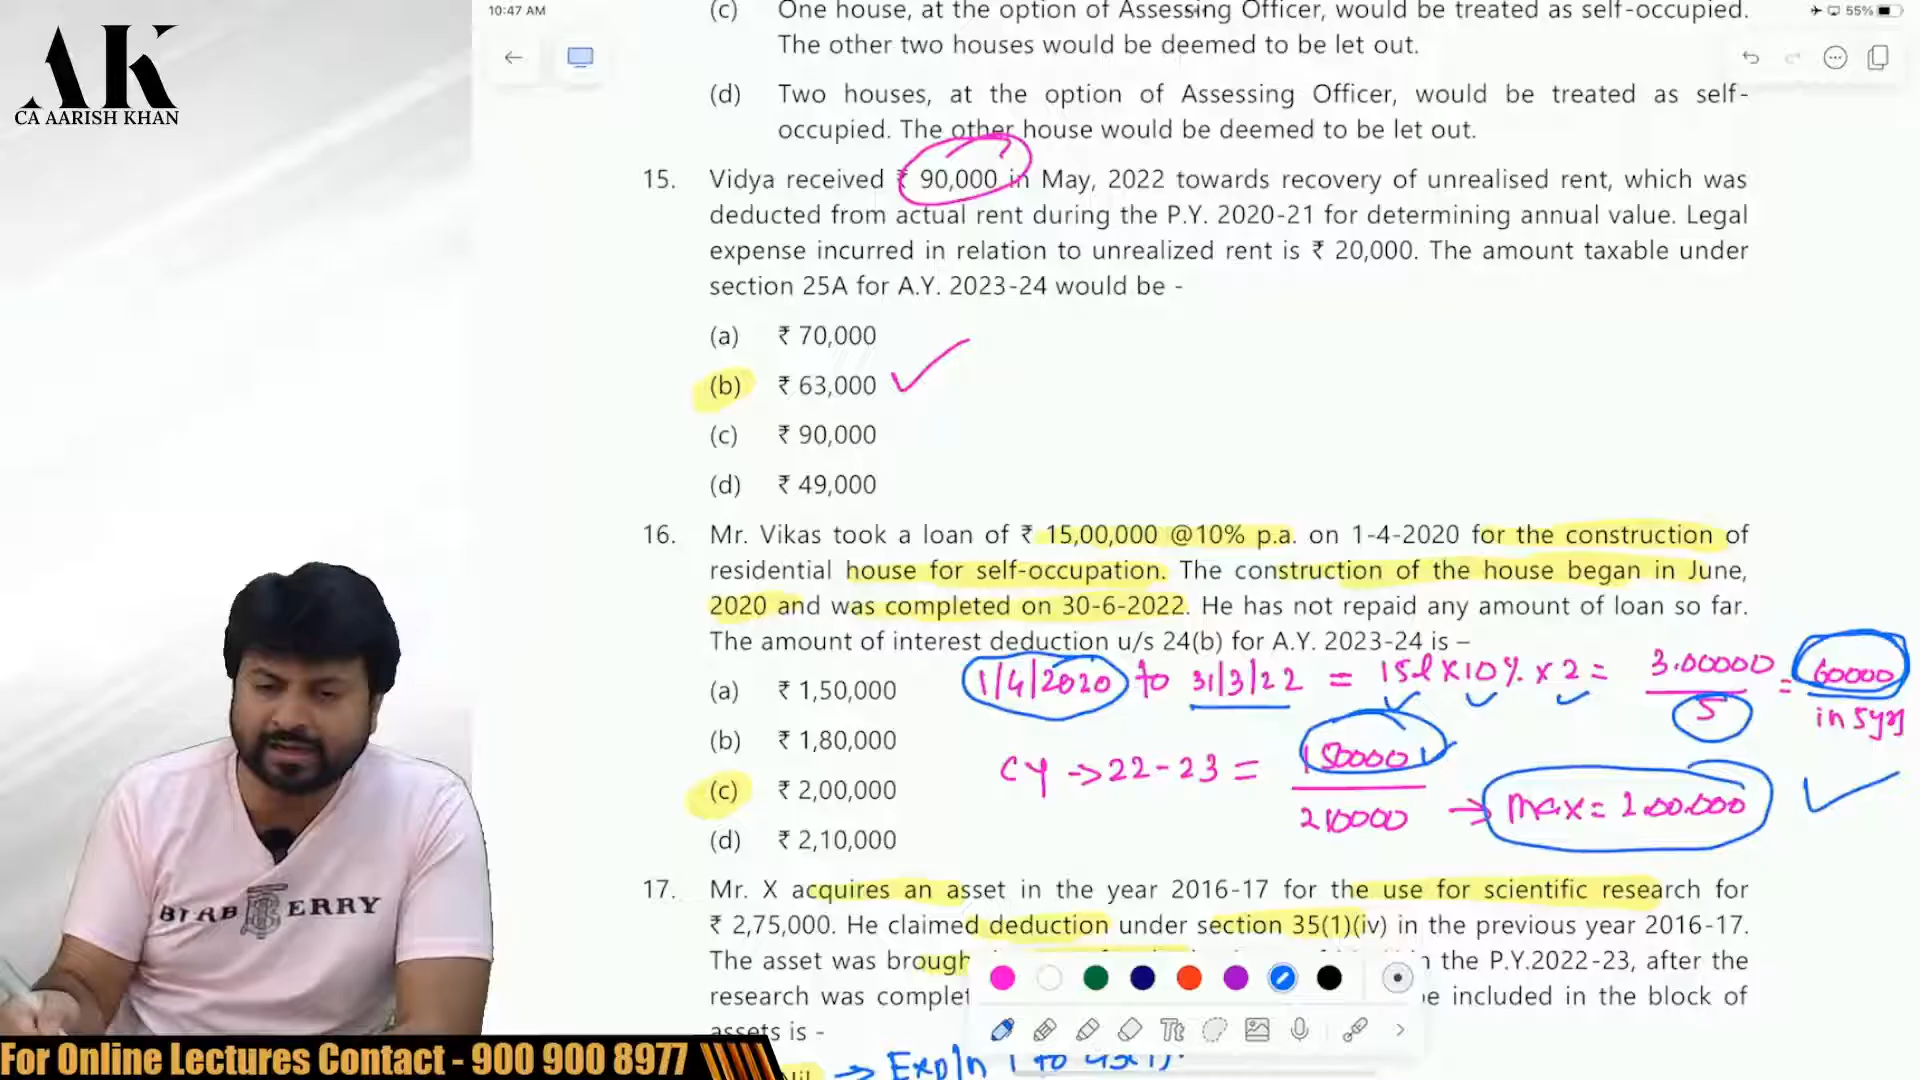 10:47 AM
55%
AK
CA AARISH KHAN
(c) One house, at the option of Assessing Officer, would be treated as self-occupied.
The other two houses would be deemed to be let out.
(d) Two houses, at the option of Assessing Officer, would be treated as self-
occupied. The other house would be deemed to be let out.
15. Vidya received ₹ 90,000 in May, 2022 towards recovery of unrealised rent, which was
deducted from actual rent during the P.Y. 2020-21 for determining annual value. Legal
expense incurred in relation to unrealized rent is ₹ 20,000. The amount taxable under
section 25A for A.Y. 2023-24 would be -
(a) ₹ 70,000
(b) ₹ 63,000
(c) ₹ 90,000
(d) ₹ 49,000
16. Mr. Vikas took a loan of ₹ 15,00,000 @10% p.a. on 1-4-2020 for the construction of
residential house for self-occupation. The construction of the house began in June,
2020 and was completed on 30-6-2022. He has not repaid any amount of loan so far.
The amount of interest deduction u/s 24(b) for A.Y. 2023-24 is –
1/4/2020 to 31/3/22 = 15l x 10% x 2 = 3.00000 / 5 = 60000
in 5 yrs
(a) ₹ 1,50,000
(b) ₹ 1,80,000
CY → 22-23 = 150000
(c) ₹ 2,00,000
210000 → max = 2.00.000
(d) ₹ 2,10,000
17. Mr. X acquires an asset in the year 2016-17 for the use for scientific research for
₹ 2,75,000. He claimed deduction under section 35(1)(iv) in the previous year 2016-17.
The asset was brough the P.Y.2022-23, after the
research was complet be included in the block of
assets is -
Tt
→ Expln 1 to
BURBERRY
For Online Lectures Contact - 900 900 8977